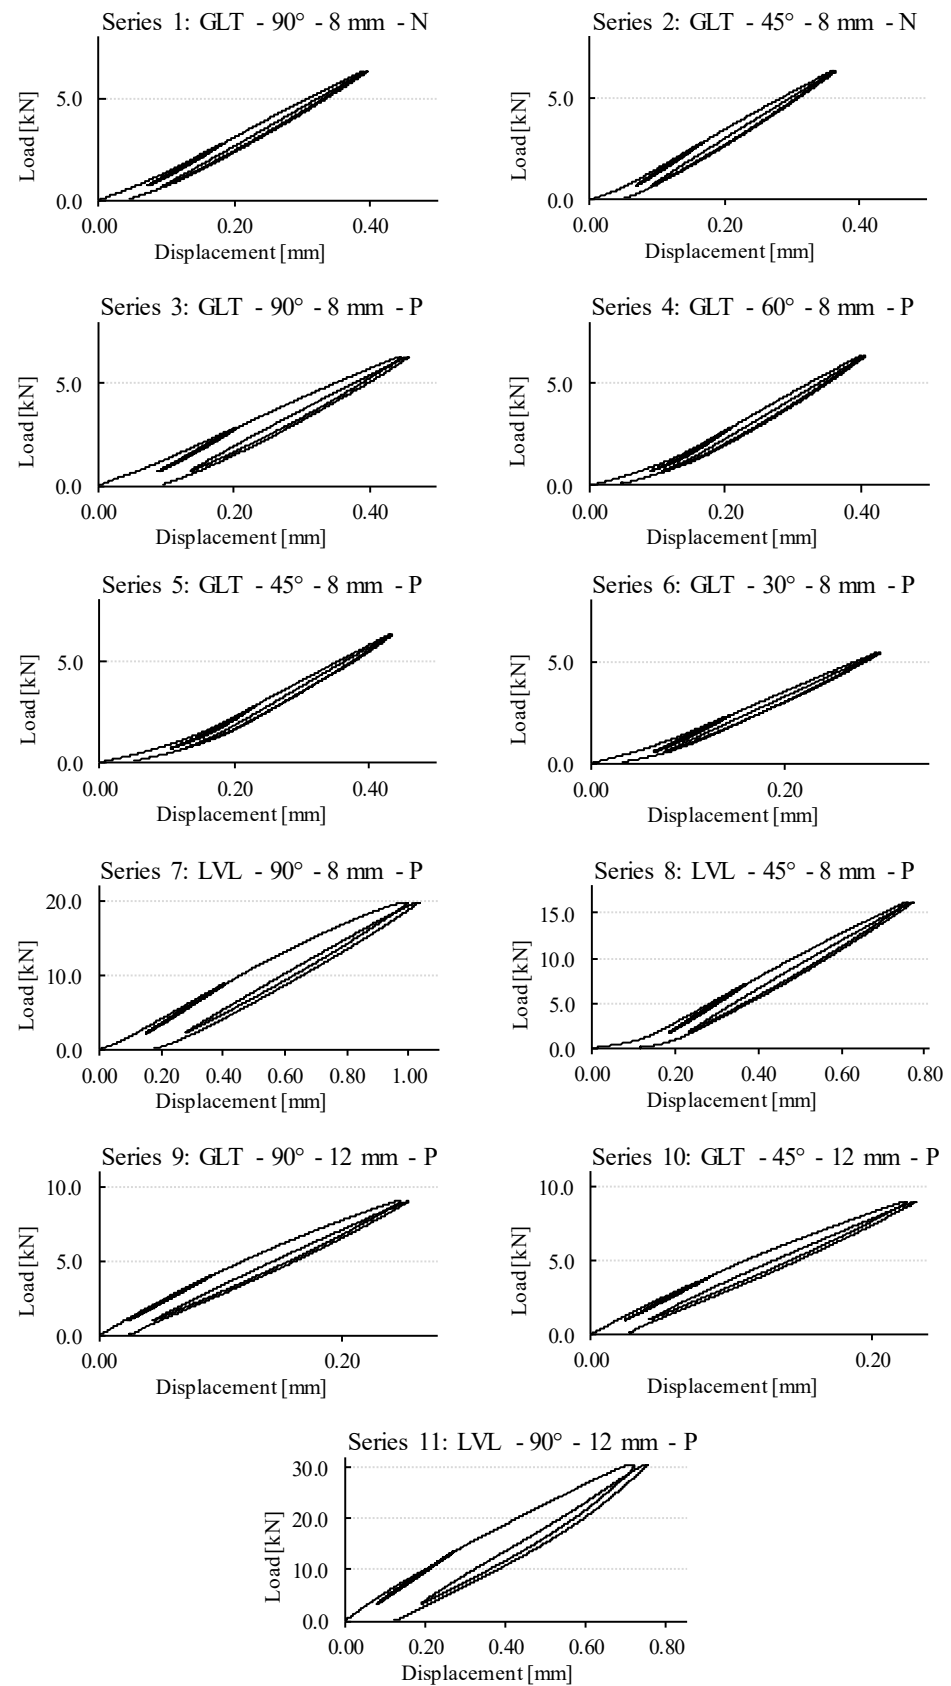 Series 1: GLT - 90° - 8 mm - N
Load [kN]
5.0
0.0
0.00 0.20 0.40
Displacement [mm]
Series 2: GLT - 45° - 8 mm - N
Load [kN]
5.0
0.0
0.00 0.20 0.40
Displacement [mm]
Series 3: GLT - 90° - 8 mm - P
Load [kN]
5.0
0.0
0.00 0.20 0.40
Displacement [mm]
Series 4: GLT - 60° - 8 mm - P
Load [kN]
5.0
0.0
0.00 0.20 0.40
Displacement [mm]
Series 5: GLT - 45° - 8 mm - P
Load [kN]
5.0
0.0
0.00 0.20 0.40
Displacement [mm]
Series 6: GLT - 30° - 8 mm - P
Load [kN]
5.0
0.0
0.00 0.20
Displacement [mm]
Series 7: LVL - 90° - 8 mm - P
Load [kN]
20.0
10.0
0.0
0.00 0.20 0.40 0.60 0.80 1.00
Displacement [mm]
Series 8: LVL - 45° - 8 mm - P
Load [kN]
15.0
10.0
5.0
0.0
0.00 0.20 0.40 0.60 0.80
Displacement [mm]
Series 9: GLT - 90° - 12 mm - P
Load [kN]
10.0
5.0
0.0
0.00 0.20
Displacement [mm]
Series 10: GLT - 45° - 12 mm - P
Load [kN]
10.0
5.0
0.0
0.00 0.20
Displacement [mm]
Series 11: LVL - 90° - 12 mm - P
Load [kN]
30.0
20.0
10.0
0.0
0.00 0.20 0.40 0.60 0.80
Displacement [mm]